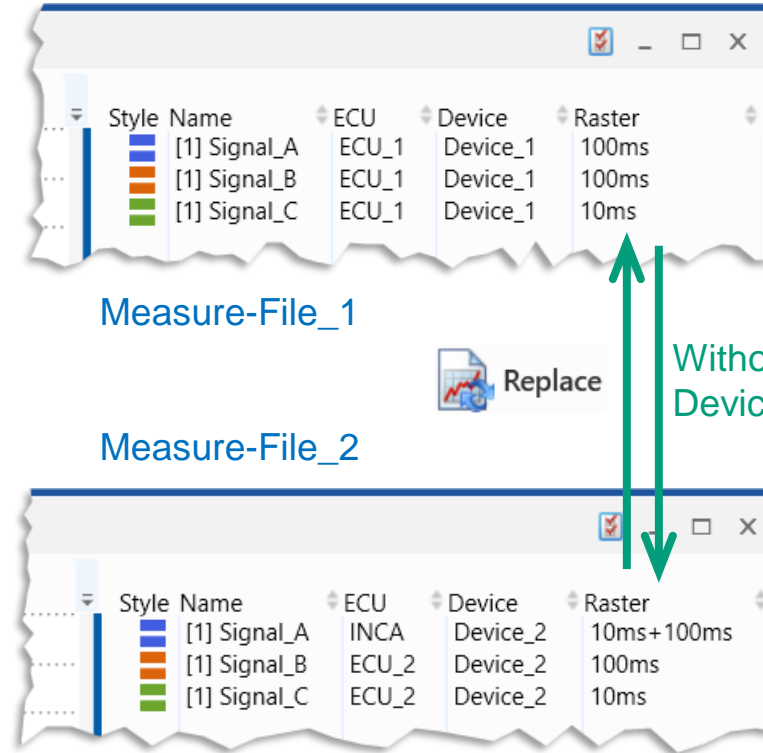 Style Name ECU Device Raster
[1] Signal_A ECU_1 Device_1 100ms
[1] Signal_B ECU_1 Device_1 100ms
[1] Signal_C ECU_1 Device_1 10ms
Measure-File_1
Replace
Measure-File_2
Style Name ECU Device Raster
[1] Signal_A INCA Device_2 10ms+100ms
[1] Signal_B ECU_2 Device_2 100ms
[1] Signal_C ECU_2 Device_2 10ms